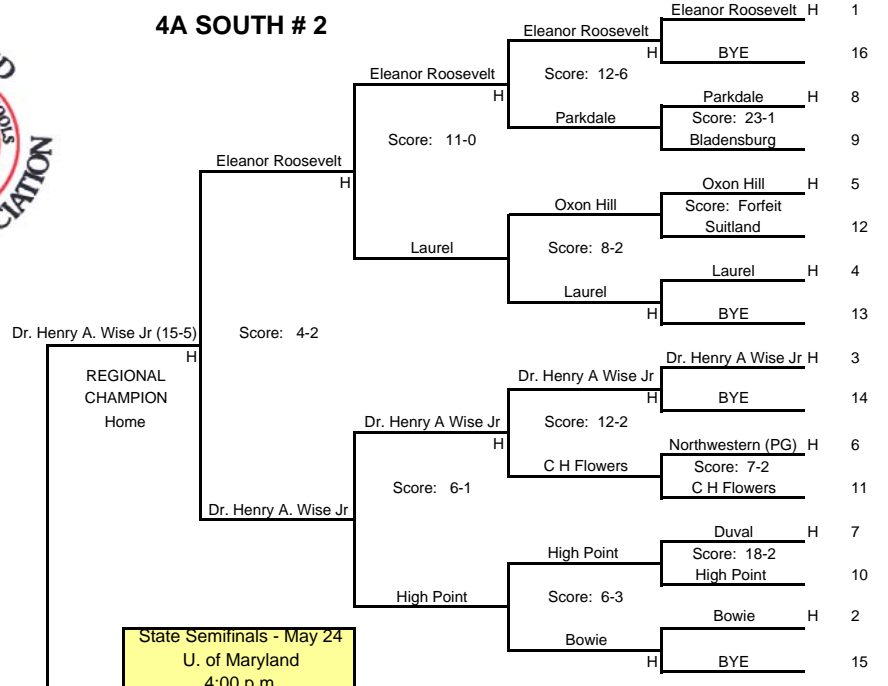 4A SOUTH # 2
Eleanor Roosevelt H 1
BYE 16
Parkdale H 8
Score: 23-1
Bladensburg 9
Oxon Hill H 5
Score: Forfeit
Suitland 12
Laurel H 4
BYE 13
Dr. Henry A Wise Jr H 3
BYE 14
Northwestern (PG) H 6
Score: 7-2
C H Flowers 11
Duval H 7
Score: 18-2
High Point 10
Bowie H 2
BYE 15
Eleanor Roosevelt
H
Score: 12-6
Parkdale
Oxon Hill
Score: 8-2
Laurel
H
Dr. Henry A Wise Jr
H
Score: 12-2
C H Flowers
High Point
Score: 6-3
Bowie
H
Eleanor Roosevelt
H
Score: 11-0
Laurel
Dr. Henry A Wise Jr
H
Score: 6-1
High Point
Eleanor Roosevelt
H
Score: 4-2
Dr. Henry A. Wise Jr
Dr. Henry A. Wise Jr (15-5)
H
REGIONAL
CHAMPION
Home
State Semifinals - May 24
U. of Maryland
4:00 p.m.